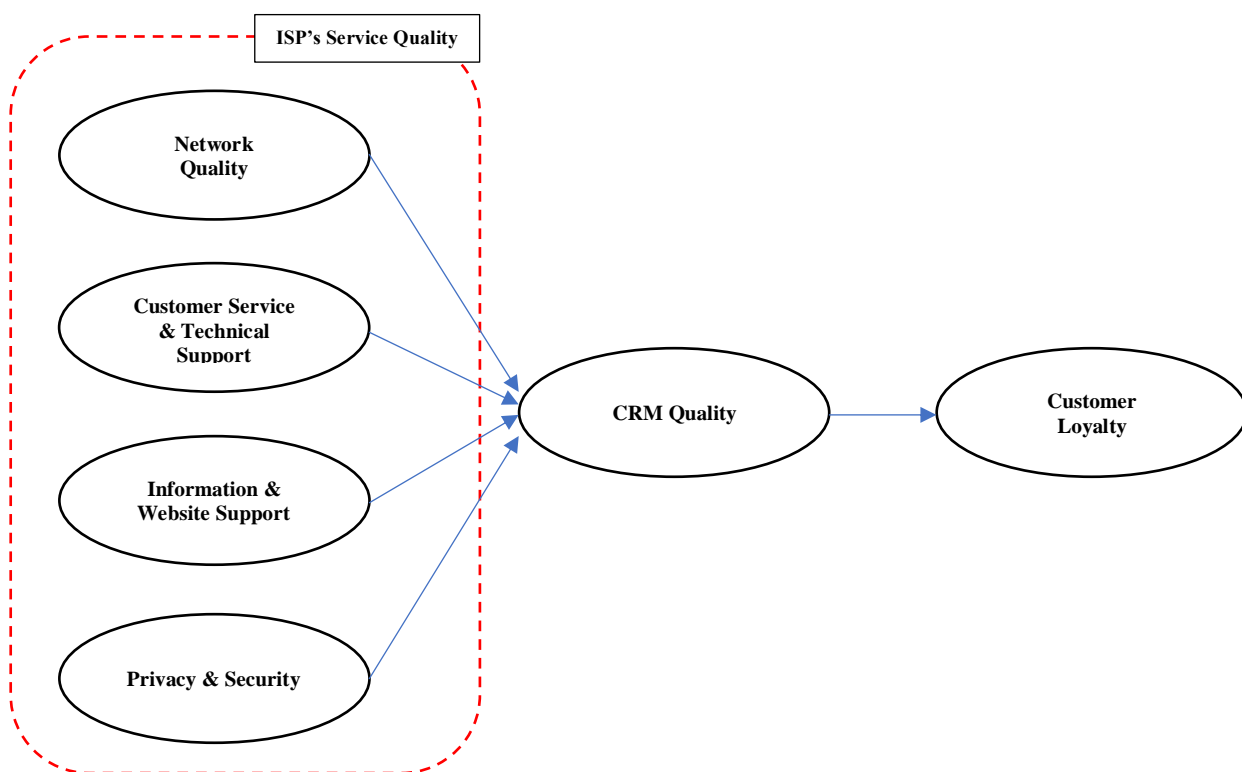 ISP's Service Quality
Network
Quality
Customer Service
& Technical
Support
Information &
Website Support
Privacy & Security
CRM Quality
Customer
Loyalty